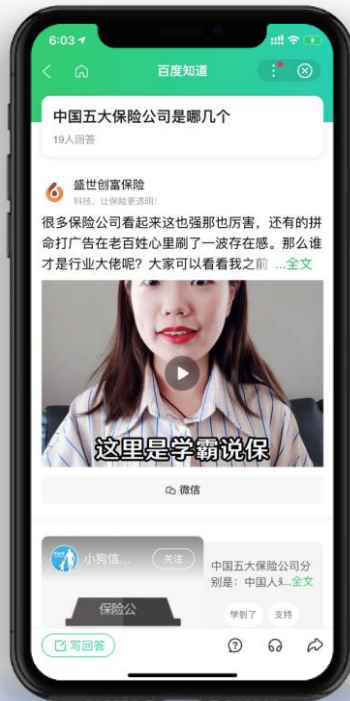 6:03
百度知道
中国五大保险公司是哪几个
19人回答
盛世创富保险
科技，让保险更透明！
很多保险公司看起来这也强那也厉害，还有的拼
命打广告在老百姓心里刷了一波存在感。那么谁
才是行业大佬呢？大家可以看看我之前 ...全文
这里是学霸说保
微信
小狗信...
关注
保险公
中国五大保险公司分
别是：中国人寿...全文
学到了
支持
写回答